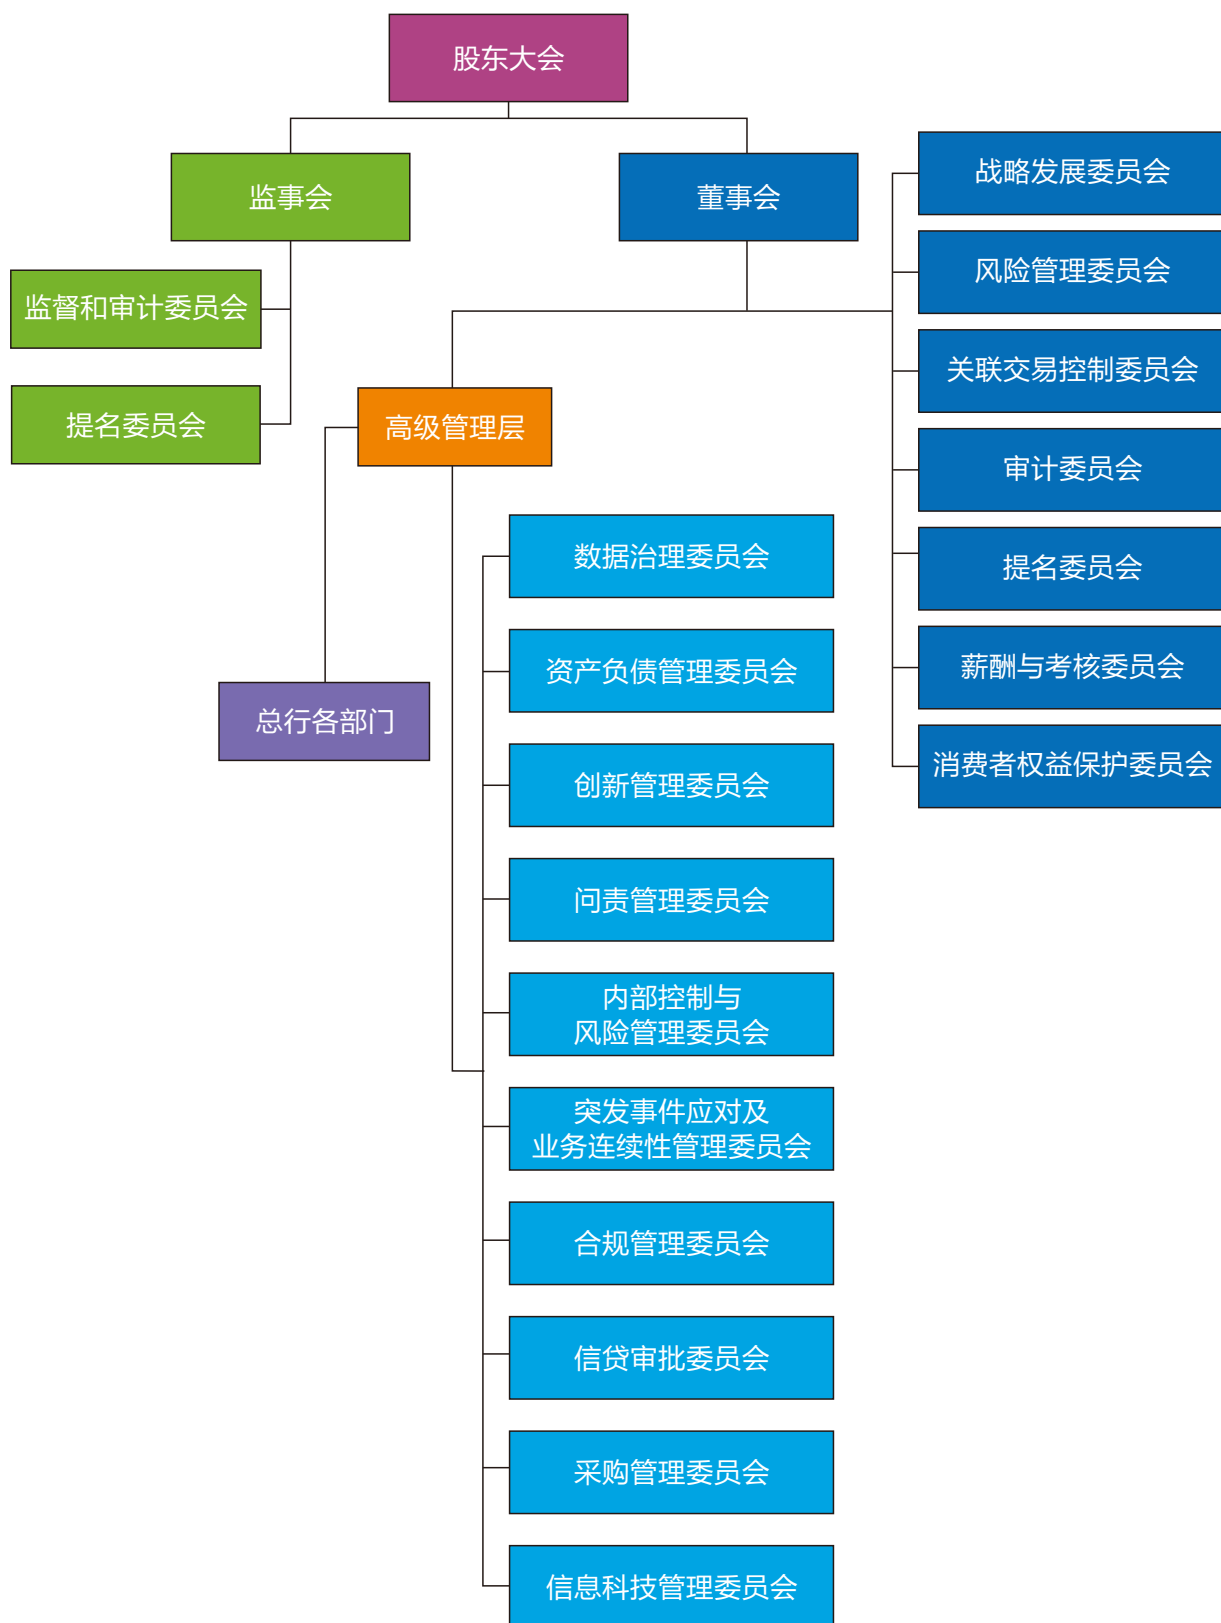 股东大会
监事会
董事会
监督和审计委员会
提名委员会
高级管理层
总行各部门
战略发展委员会
风险管理委员会
关联交易控制委员会
审计委员会
提名委员会
薪酬与考核委员会
消费者权益保护委员会
数据治理委员会
资产负债管理委员会
创新管理委员会
问责管理委员会
内部控制与
风险管理委员会
突发事件应对及
业务连续性管理委员会
合规管理委员会
信贷审批委员会
采购管理委员会
信息科技管理委员会